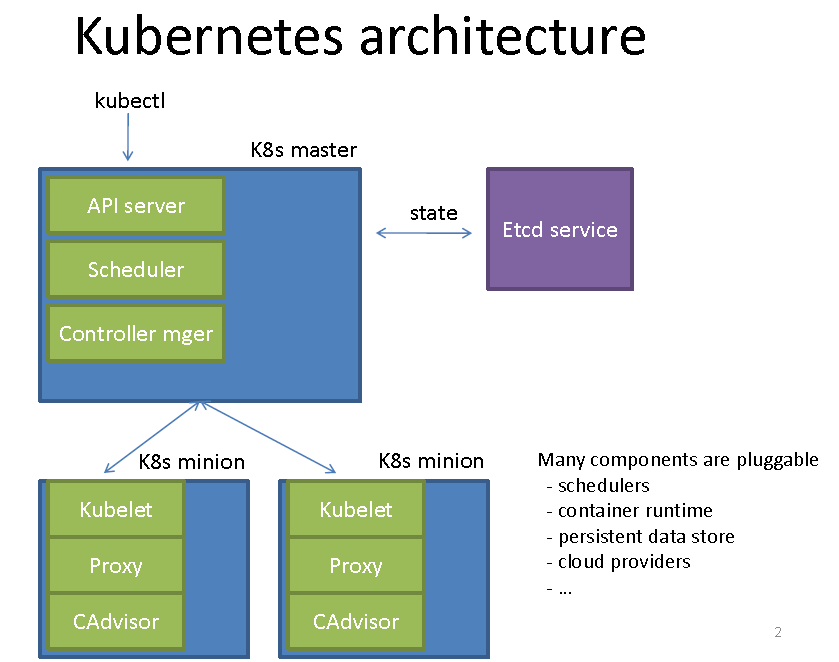 Kubernetes architecture
kubectl
K8s master
API server
Scheduler
Controller mger
state
Etcd service
K8s minion
Kubelet
Proxy
CAdvisor
K8s minion
Kubelet
Proxy
CAdvisor
Many components are pluggable
- schedulers
- container runtime
- persistent data store
- cloud providers
- ...
2